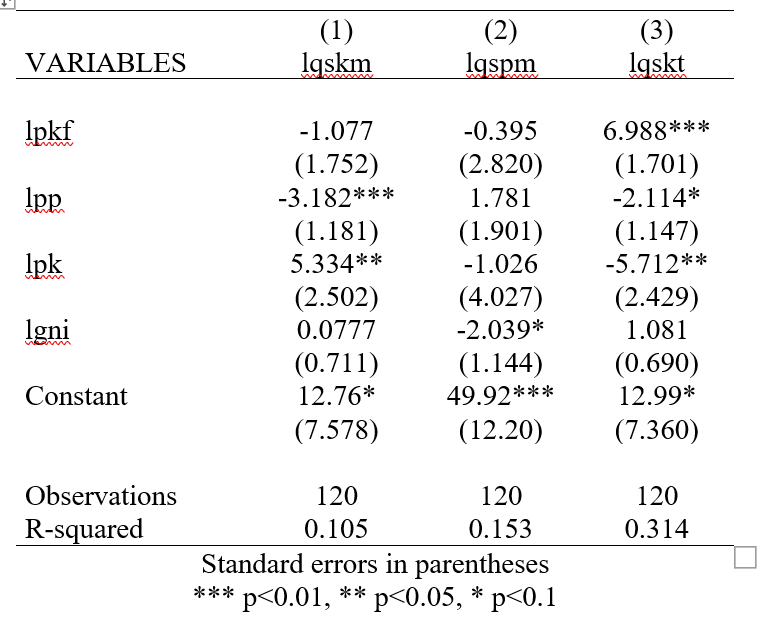 (1) (2) (3)
VARIABLES lqskm lqspm lqskt
lpkf -1.077 -0.395 6.988***
(1.752) (2.820) (1.701)
lpp -3.182*** 1.781 -2.114*
(1.181) (1.901) (1.147)
lpk 5.334** -1.026 -5.712**
(2.502) (4.027) (2.429)
lgni 0.0777 -2.039* 1.081
(0.711) (1.144) (0.690)
Constant 12.76* 49.92*** 12.99*
(7.578) (12.20) (7.360)
Observations 120 120 120
R-squared 0.105 0.153 0.314
Standard errors in parentheses
*** p<0.01, ** p<0.05, * p<0.1